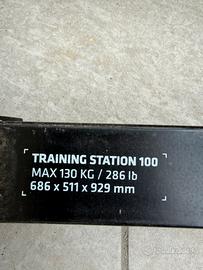 TRAINING STATION 100
MAX 130 KG / 286 lb
686 x 511 x 929 mm